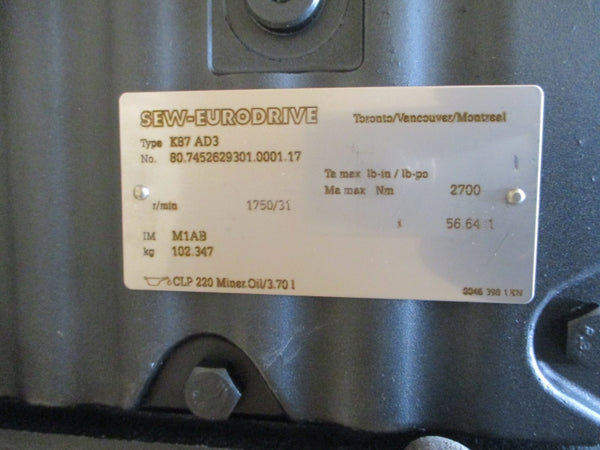 SEW-EURODRIVE Toronto/Vancouver/Montreal
Type K87 AD3
No. 80.7452629301.0001.17
Ta max lb-in / lb-po
Ma max Nm 2700
r/min 1750/31
i 56.64 :1
IM M1AB
kg 102.347
CLP 220 Miner.Oil/3.70 l